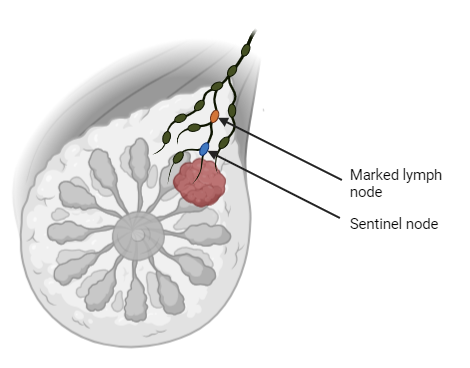 Marked lymph
node
Sentinel node